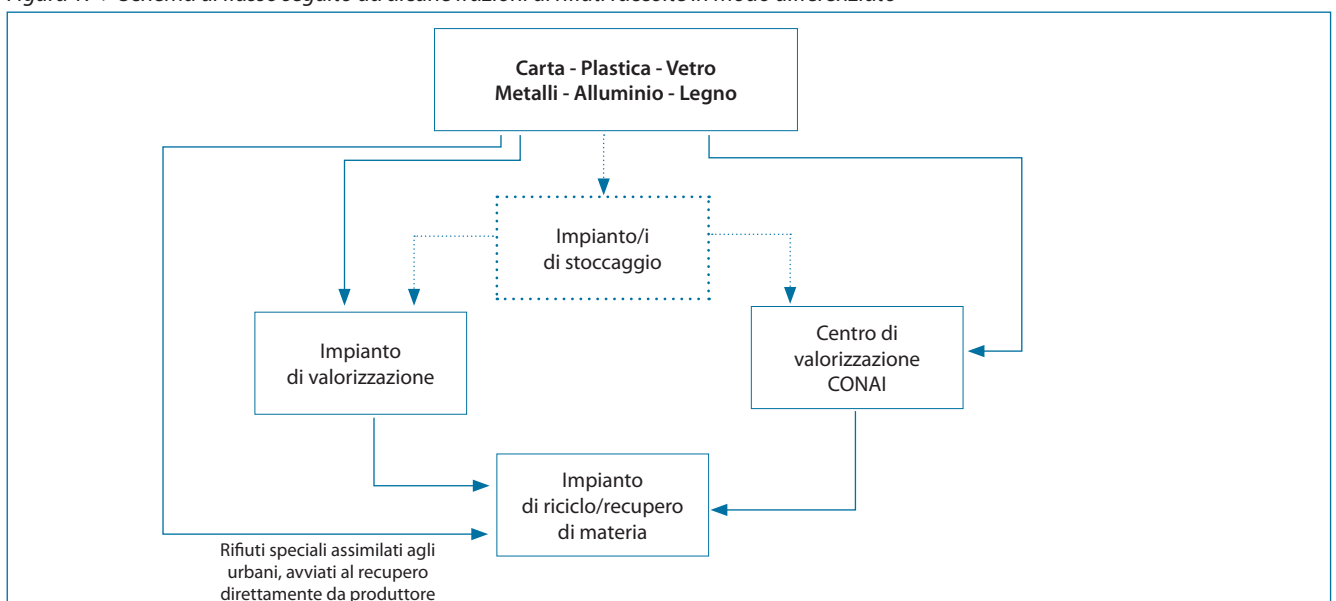 Carta - Plastica - Vetro
Metalli - Alluminio - Legno
Impianto/i
di stoccaggio
Impianto
di valorizzazione
Centro di
valorizzazione
CONAI
Impianto
di riciclo/recupero
di materia
Rifiuti speciali assimilati agli
urbani, avviati al recupero
direttamente da produttore